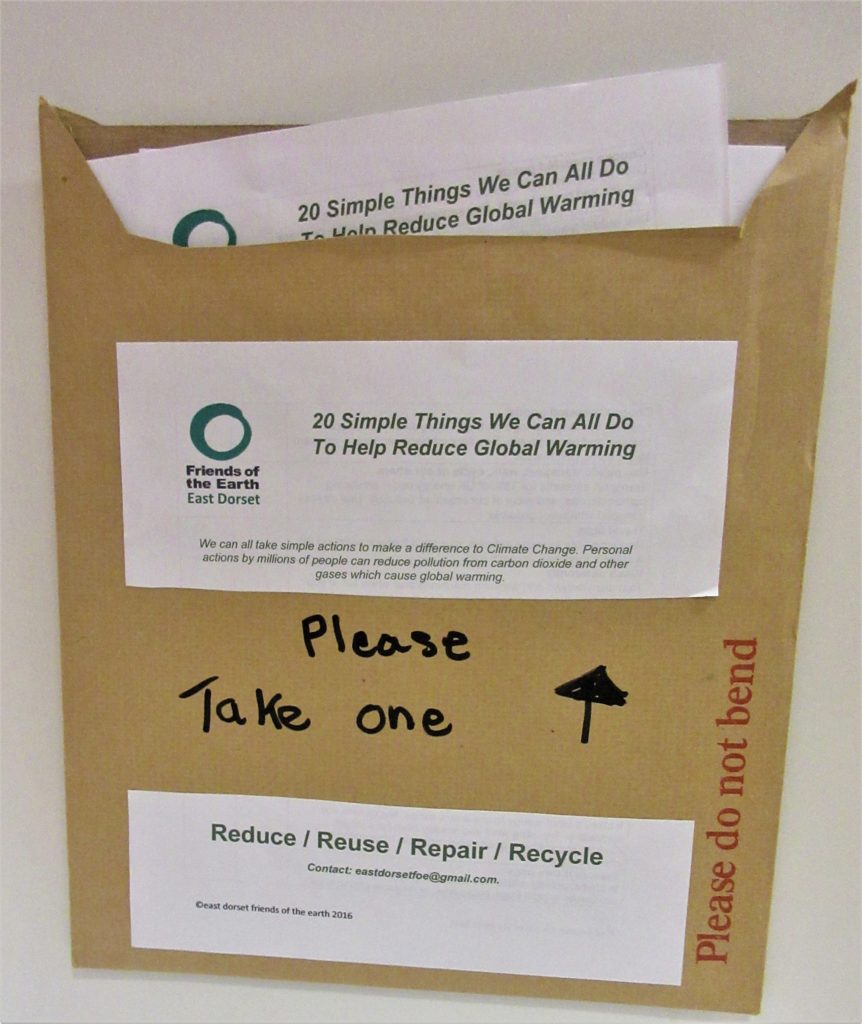 20 Simple Things We Can All Do
To Help Reduce Global Warming
20 Simple Things We Can All Do
To Help Reduce Global Warming
Friends of
the Earth
East Dorset
We can all take simple actions to make a difference to Climate Change. Personal
actions by millions of people can reduce pollution from carbon dioxide and other
gases which cause global warming.
Please
Take one
Please do not bend
Reduce / Reuse / Repair / Recycle
Contact: eastdorsetfoe@gmail.com.
©east dorset friends of the earth 2016